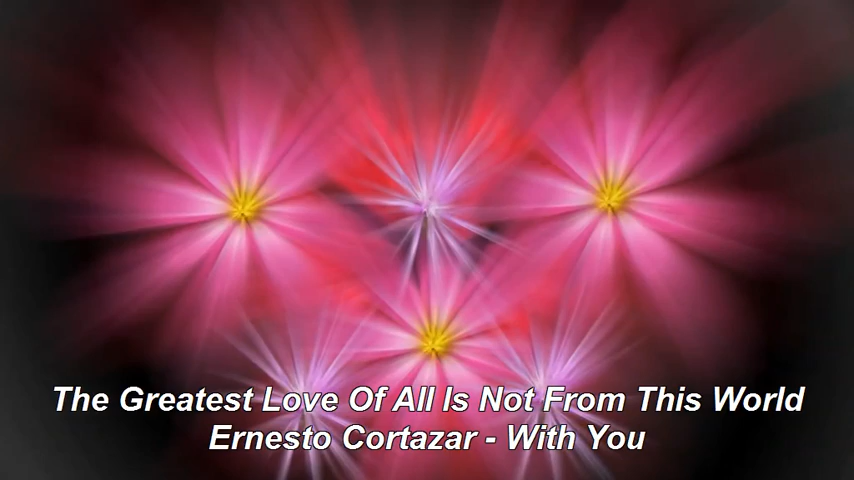 The Greatest Love Of All Is Not From This World
Ernesto Cortazar - With You